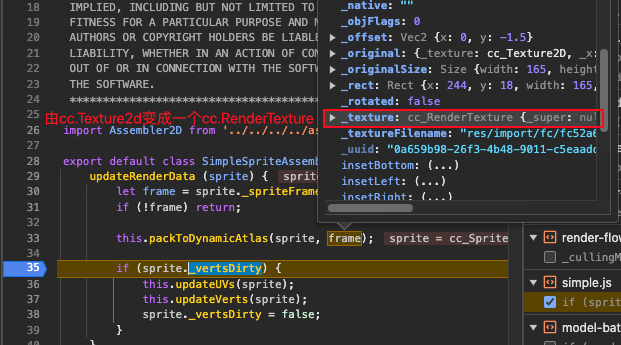 18 IMPLIED, INCLUDING BUT NOT LIMITED TO
19 FITNESS FOR A PARTICULAR PURPOSE AND N
20 AUTHORS OR COPYRIGHT HOLDERS BE LIABLE
21 LIABILITY, WHETHER IN AN ACTION OF CON
22 OUT OF OR IN CONNECTION WITH THE SOFTW
23 THE SOFTWARE.
24 **************************************
由cc.Texture2d变成一个cc.RenderTexture
26 import Assembler2D from '../../../../as
28 export default class SimpleSpriteAssemb
29 updateRenderData (sprite) { sprite
30 let frame = sprite._spriteFrame
31 if (!frame) return;
32
33 this.packToDynamicAtlas(sprite, frame); sprite = cc_Sprite
34
35 if (sprite._vertsDirty) {
36 this.updateUVs(sprite);
37 this.updateVerts(sprite);
38 sprite._vertsDirty = false;
39 }
40 }
_native: ""
_objFlags: 0
▶ _offset: Vec2 {x: 0, y: -1.5}
▶ _original: {_texture: cc_Texture2D, _x:
▶ _originalSize: Size {width: 165, height
▶ _rect: Rect {x: 244, y: 18, width: 165,
_rotated: false
▶ _texture: cc_RenderTexture {_super: nul
_textureFilename: "res/import/fc/fc52a6
_uuid: "0a659b98-26f3-4b48-9011-c5eaadc
insetBottom: (...)
insetLeft: (...)
insetRight: (...)
▼ render-flow
_cullingM
▼ simple.js
if (sprit
▼ model-bat